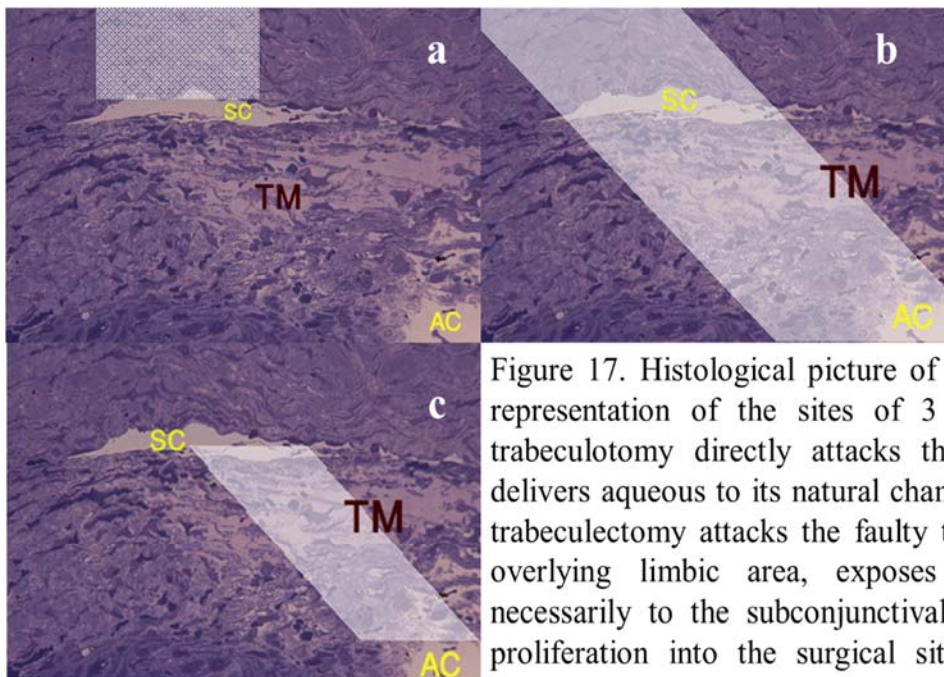 a
SC
TM
AC
b
SC
TM
AC
c
SC
TM
AC
Figure 17. Histological picture of
representation of the sites of 3
trabeculotomy directly attacks th
delivers aqueous to its natural chan
trabeculectomy attacks the faulty t
overlying limbic area, exposes
necessarily to the subconjunctival
proliferation into the surgical sit